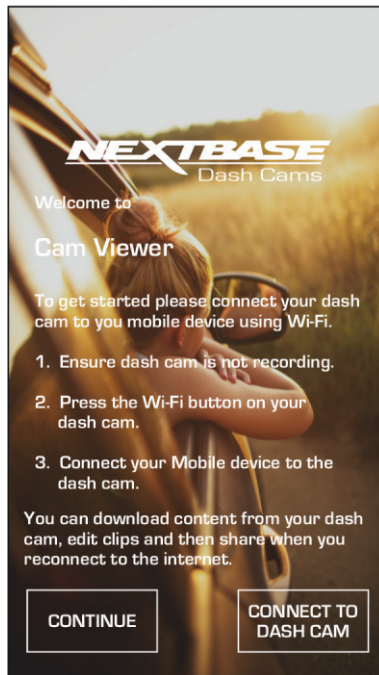 NEXTBASE
Dash Cams
Welcome to
Cam Viewer
To get started please connect your dash
cam to you mobile device using Wi-Fi.
1. Ensure dash cam is not recording.
2. Press the Wi-Fi button on your
dash cam.
3. Connect your Mobile device to the
dash cam.
You can download content from your dash
cam, edit clips and then share when you
reconnect to the internet.
CONTINUE
CONNECT TO
DASH CAM